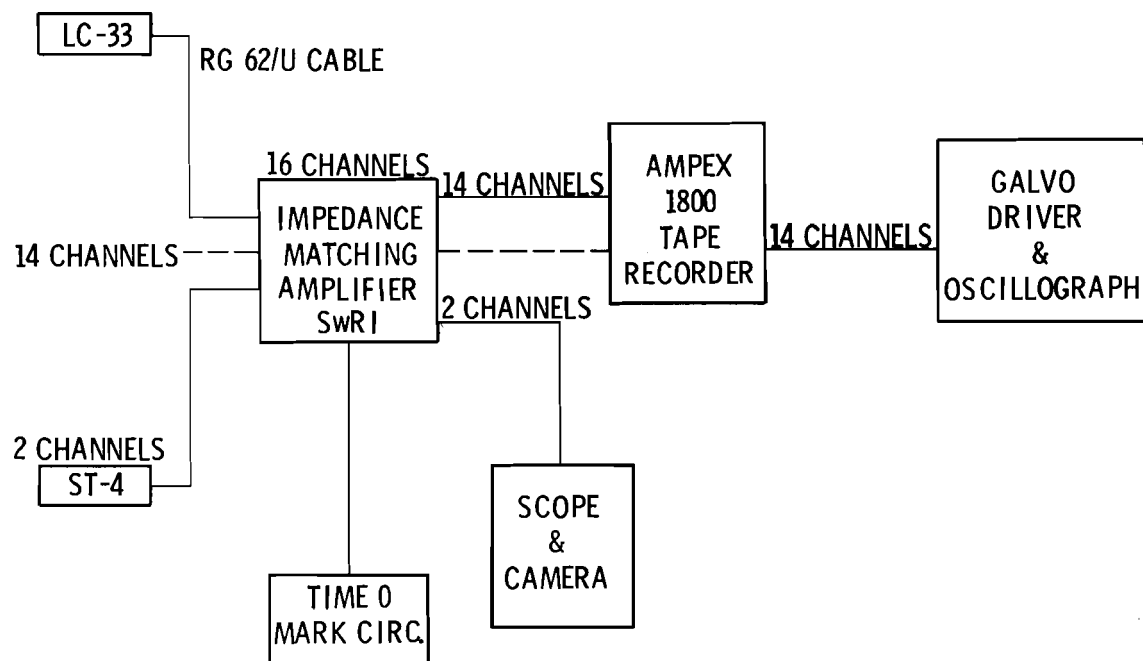 LC-33
RG 62/U CABLE
16 CHANNELS
14 CHANNELS
AMPEX
1800
TAPE
RECORDER
GALVO
DRIVER
&
OSCILLOGRAPH
IMPEDANCE
MATCHING
AMPLIFIER
SwRI
14 CHANNELS
14 CHANNELS
2 CHANNELS
2 CHANNELS
ST-4
SCOPE
&
CAMERA
TIME 0
MARK CIRC.